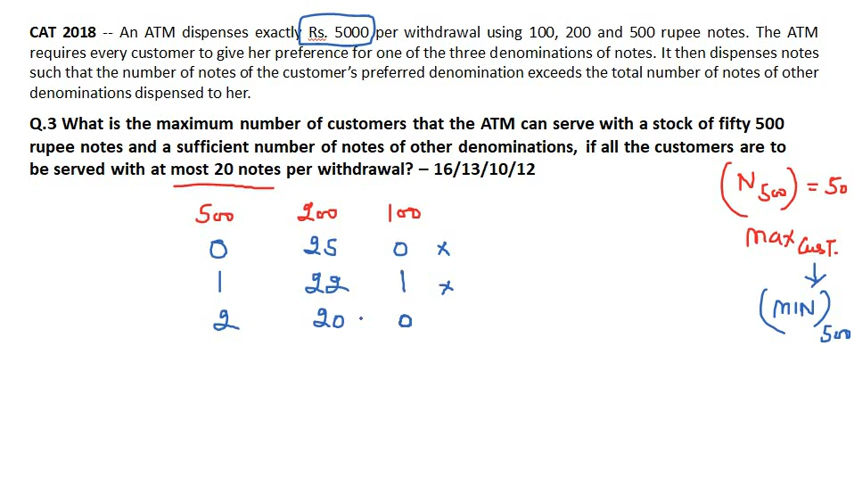 CAT 2018 -- An ATM dispenses exactly Rs. 5000 per withdrawal using 100, 200 and 500 rupee notes. The ATM
requires every customer to give her preference for one of the three denominations of notes. It then dispenses notes
such that the number of notes of the customer's preferred denomination exceeds the total number of notes of other
denominations dispensed to her.
Q.3 What is the maximum number of customers that the ATM can serve with a stock of fifty 500
rupee notes and a sufficient number of notes of other denominations, if all the customers are to
be served with at most 20 notes per withdrawal? – 16/13/10/12
(N500) = 50
500 200 100
max cust.
0 25 0 x
1 22 1 x
(MIN)500
2 20 · 0